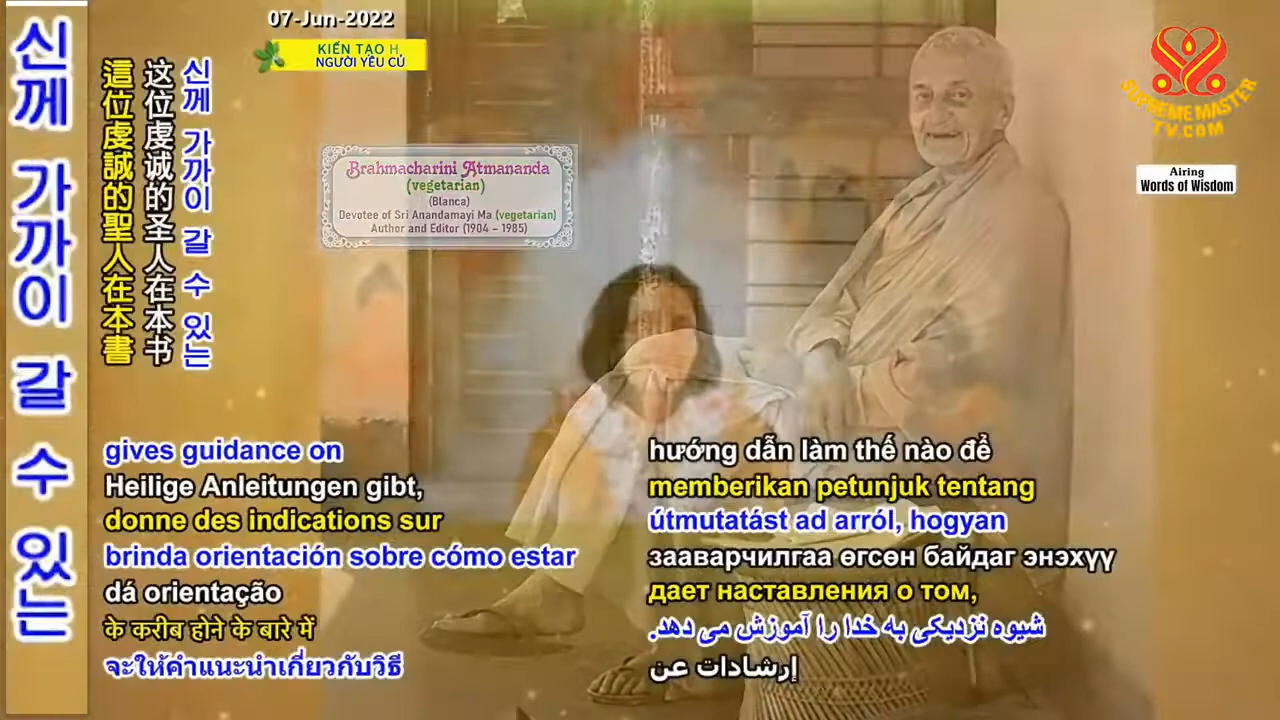 신께 가까이 갈 수 있는
07-Jun-2022
KIẾN TẠO H
NGƯỜI YÊU CỦ
신께 가까이 갈 수 있는
这位虔诚的圣人在本书
這位虔誠的聖人在本書
Brahmacharini Atmananda
(vegetarian)
(Blanca)
Devotee of Sri Anandamayi Ma (vegetarian)
Author and Editor (1904 – 1985)
SUPREME MASTER
TV.COM
Airing
Words of Wisdom
gives guidance on
Heilige Anleitungen gibt,
donne des indications sur
brinda orientación sobre cómo estar
dá orientação
के करीब होने के बारे में
จะให้คำแนะนำเกี่ยวกับวิธี
hướng dẫn làm thế nào để
memberikan petunjuk tentang
útmutatást ad arról, hogyan
зааварчилгаа өгсөн байдаг энэхүү
дает наставления о том,
شیوه نزدیکی به خدا را آموزش می دهد.
إرشادات عن